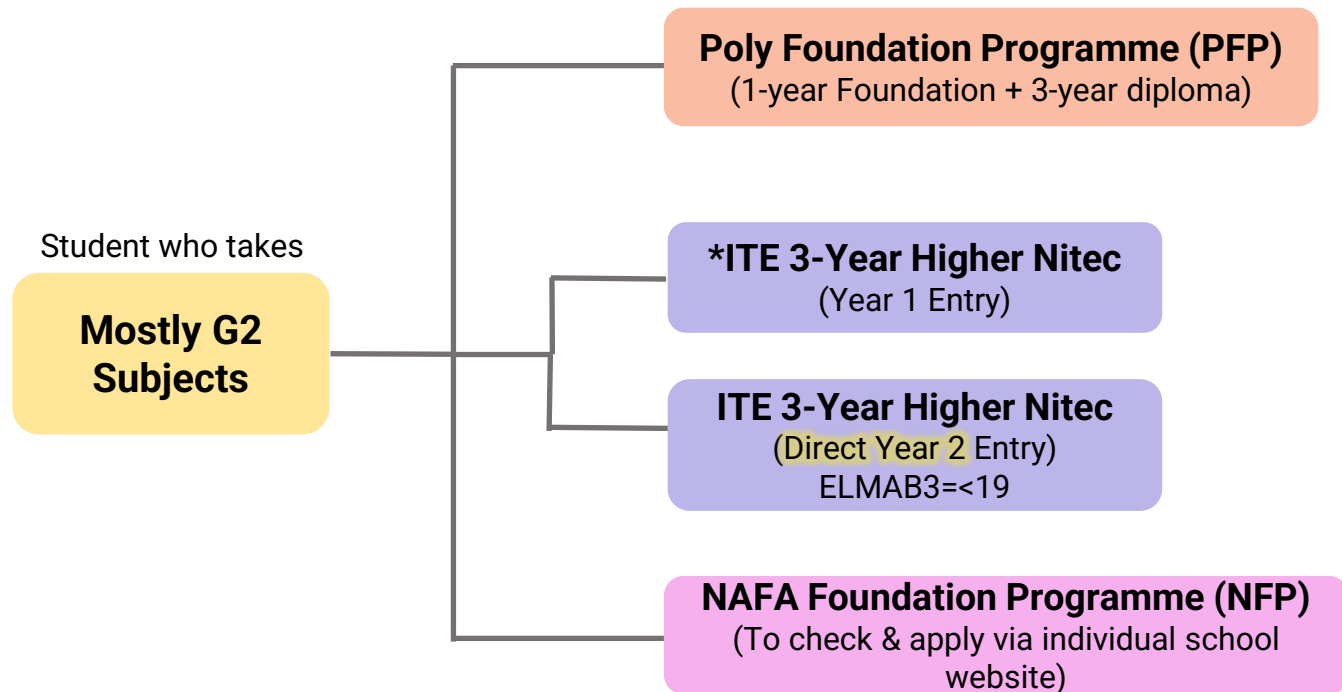 Poly Foundation Programme (PFP)
(1-year Foundation + 3-year diploma)
Student who takes
Mostly G2
Subjects
*ITE 3-Year Higher Nitec
(Year 1 Entry)
ITE 3-Year Higher Nitec
(Direct Year 2 Entry)
ELMAB3=<19
NAFA Foundation Programme (NFP)
(To check & apply via individual school
website)